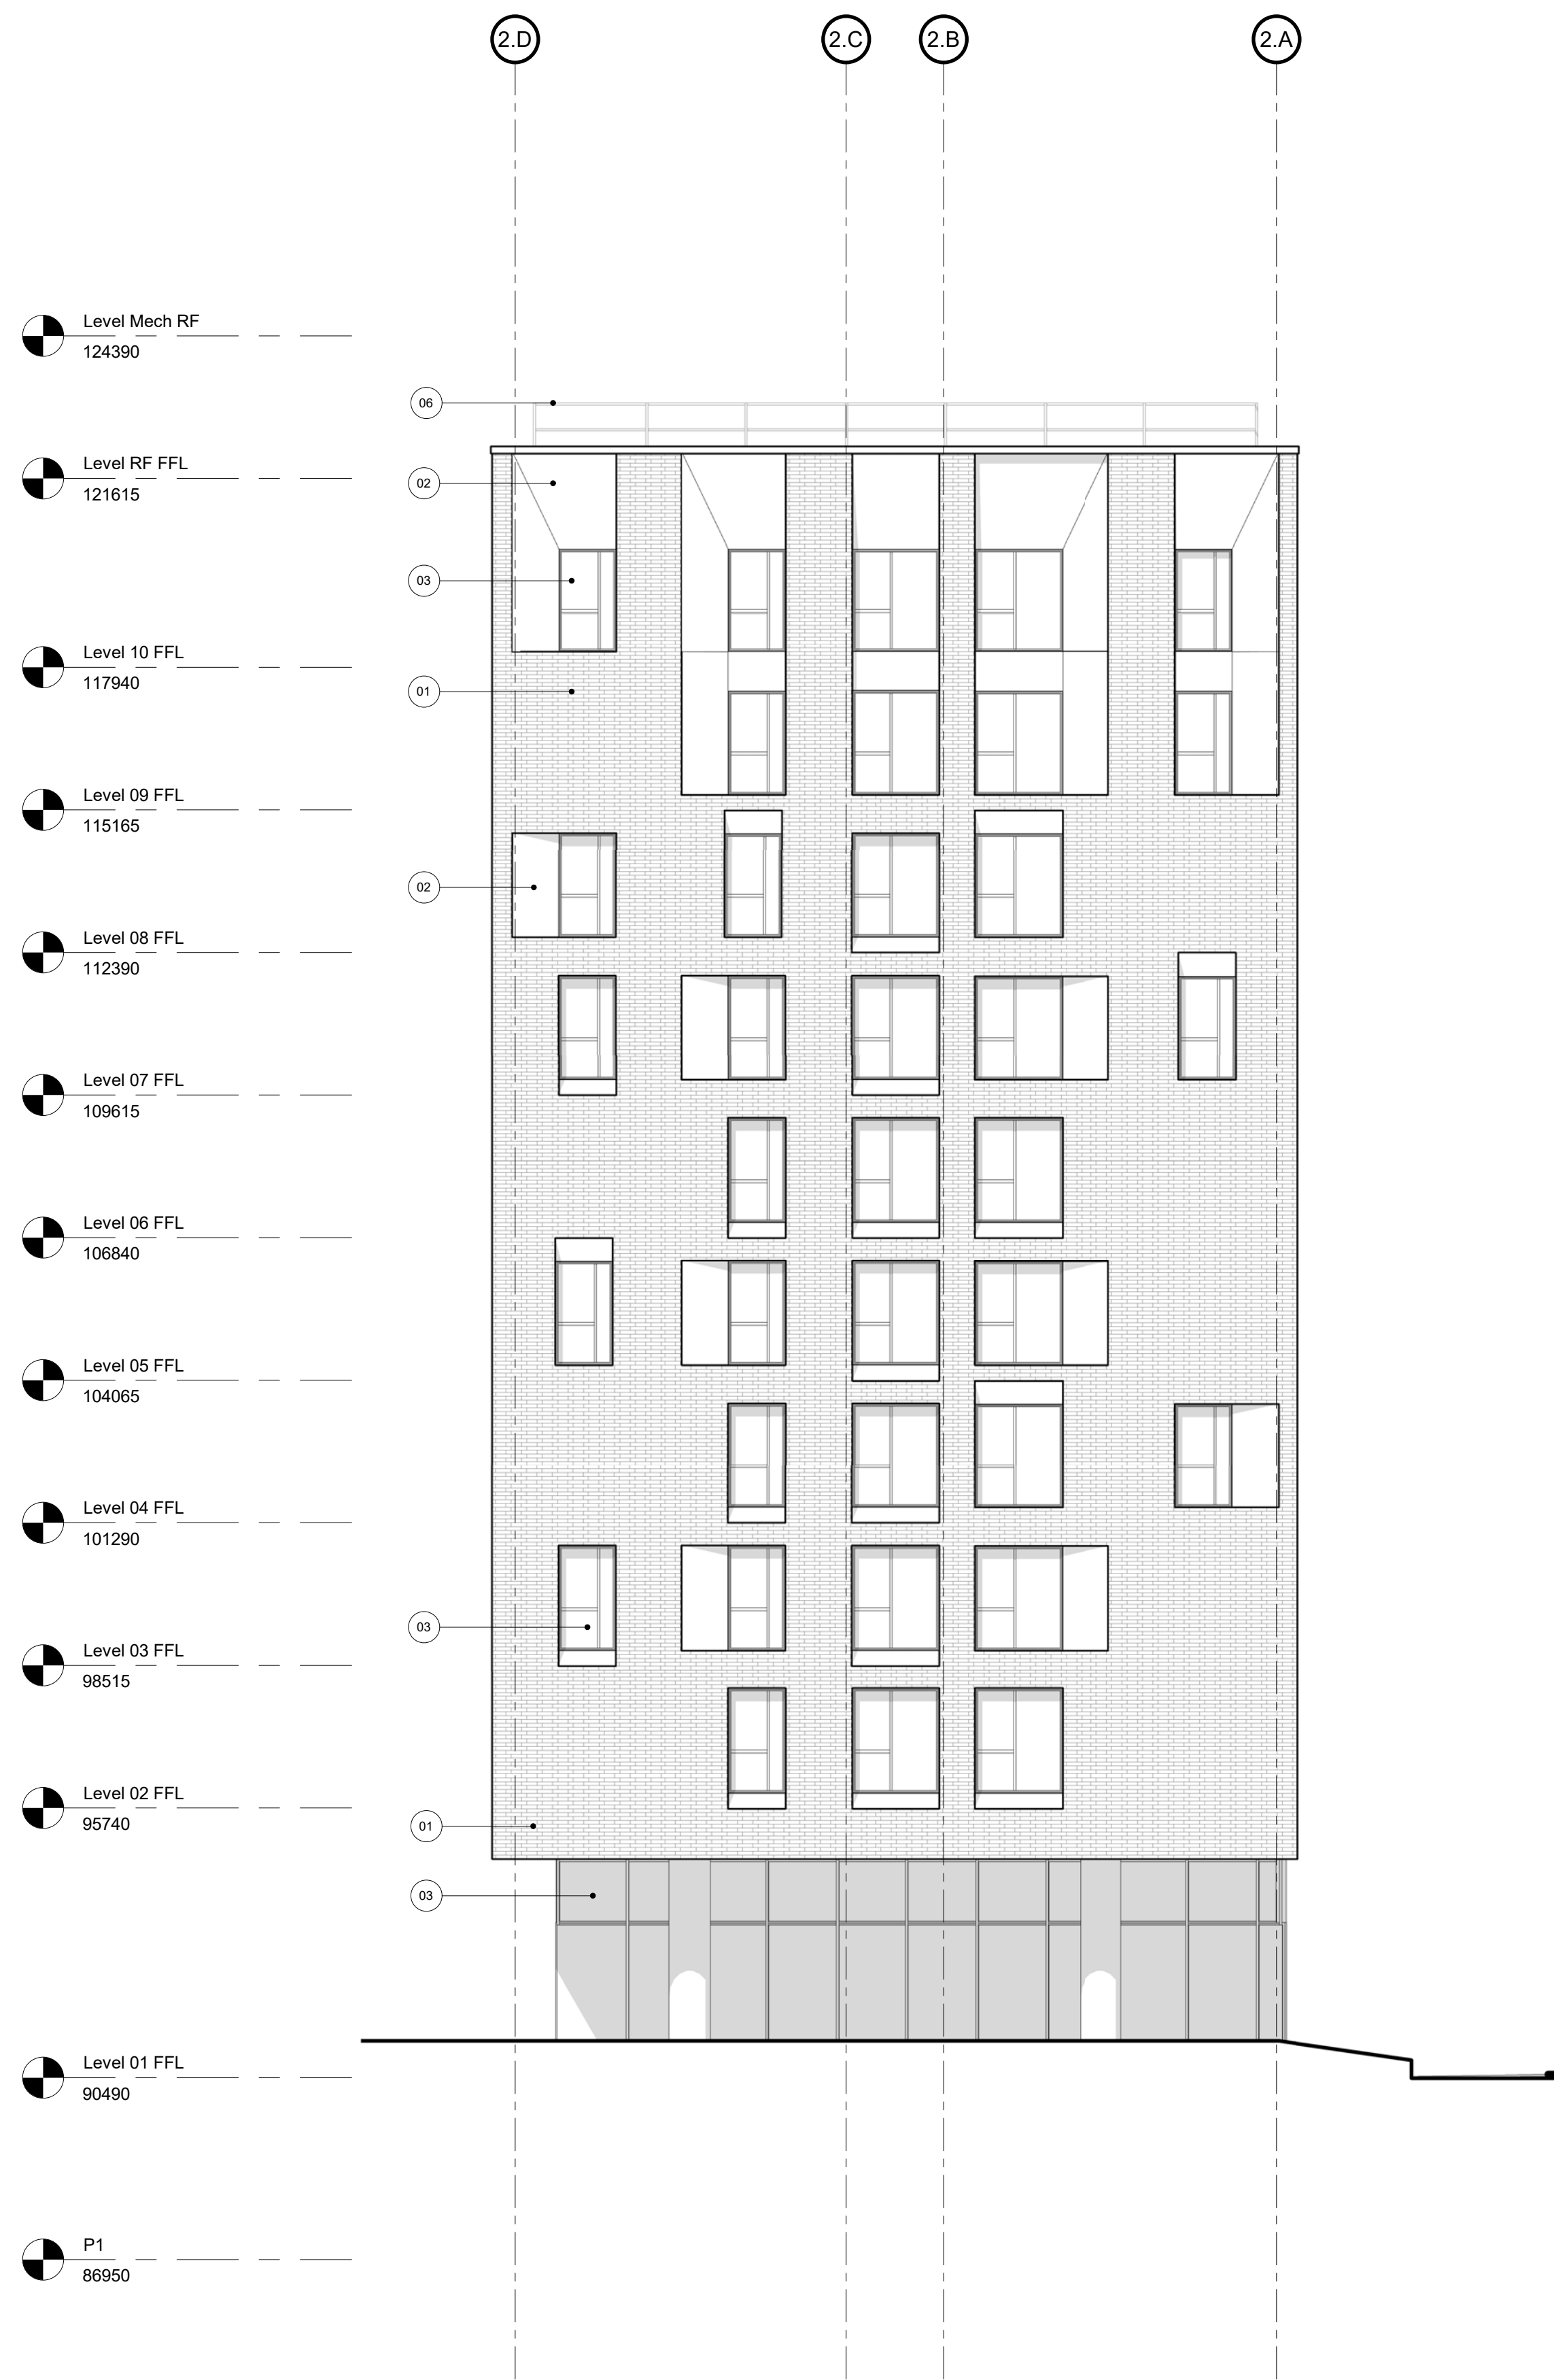 2.D 2.C 2.B 2.A
Level Mech RF
124390
06
Level RF FFL
121615
02
03
Level 10 FFL
117940
01
Level 09 FFL
115165
02
Level 08 FFL
112390
Level 07 FFL
109615
Level 06 FFL
106840
Level 05 FFL
104065
Level 04 FFL
101290
03
Level 03 FFL
98515
Level 02 FFL
95740
01
03
Level 01 FFL
90490
P1
86950